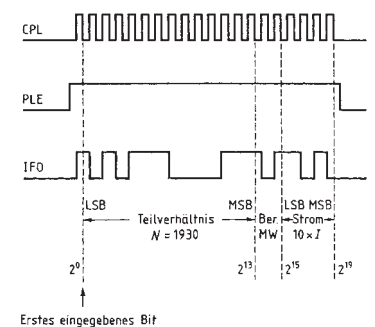 CPL
PLE
IFO
LSB MSB LSB MSB
Teilverhältnis Ber. Strom
N = 1930 MW 10 × I
2⁰ 2¹³ 2¹⁵ 2¹⁹
Erstes eingegebenes Bit